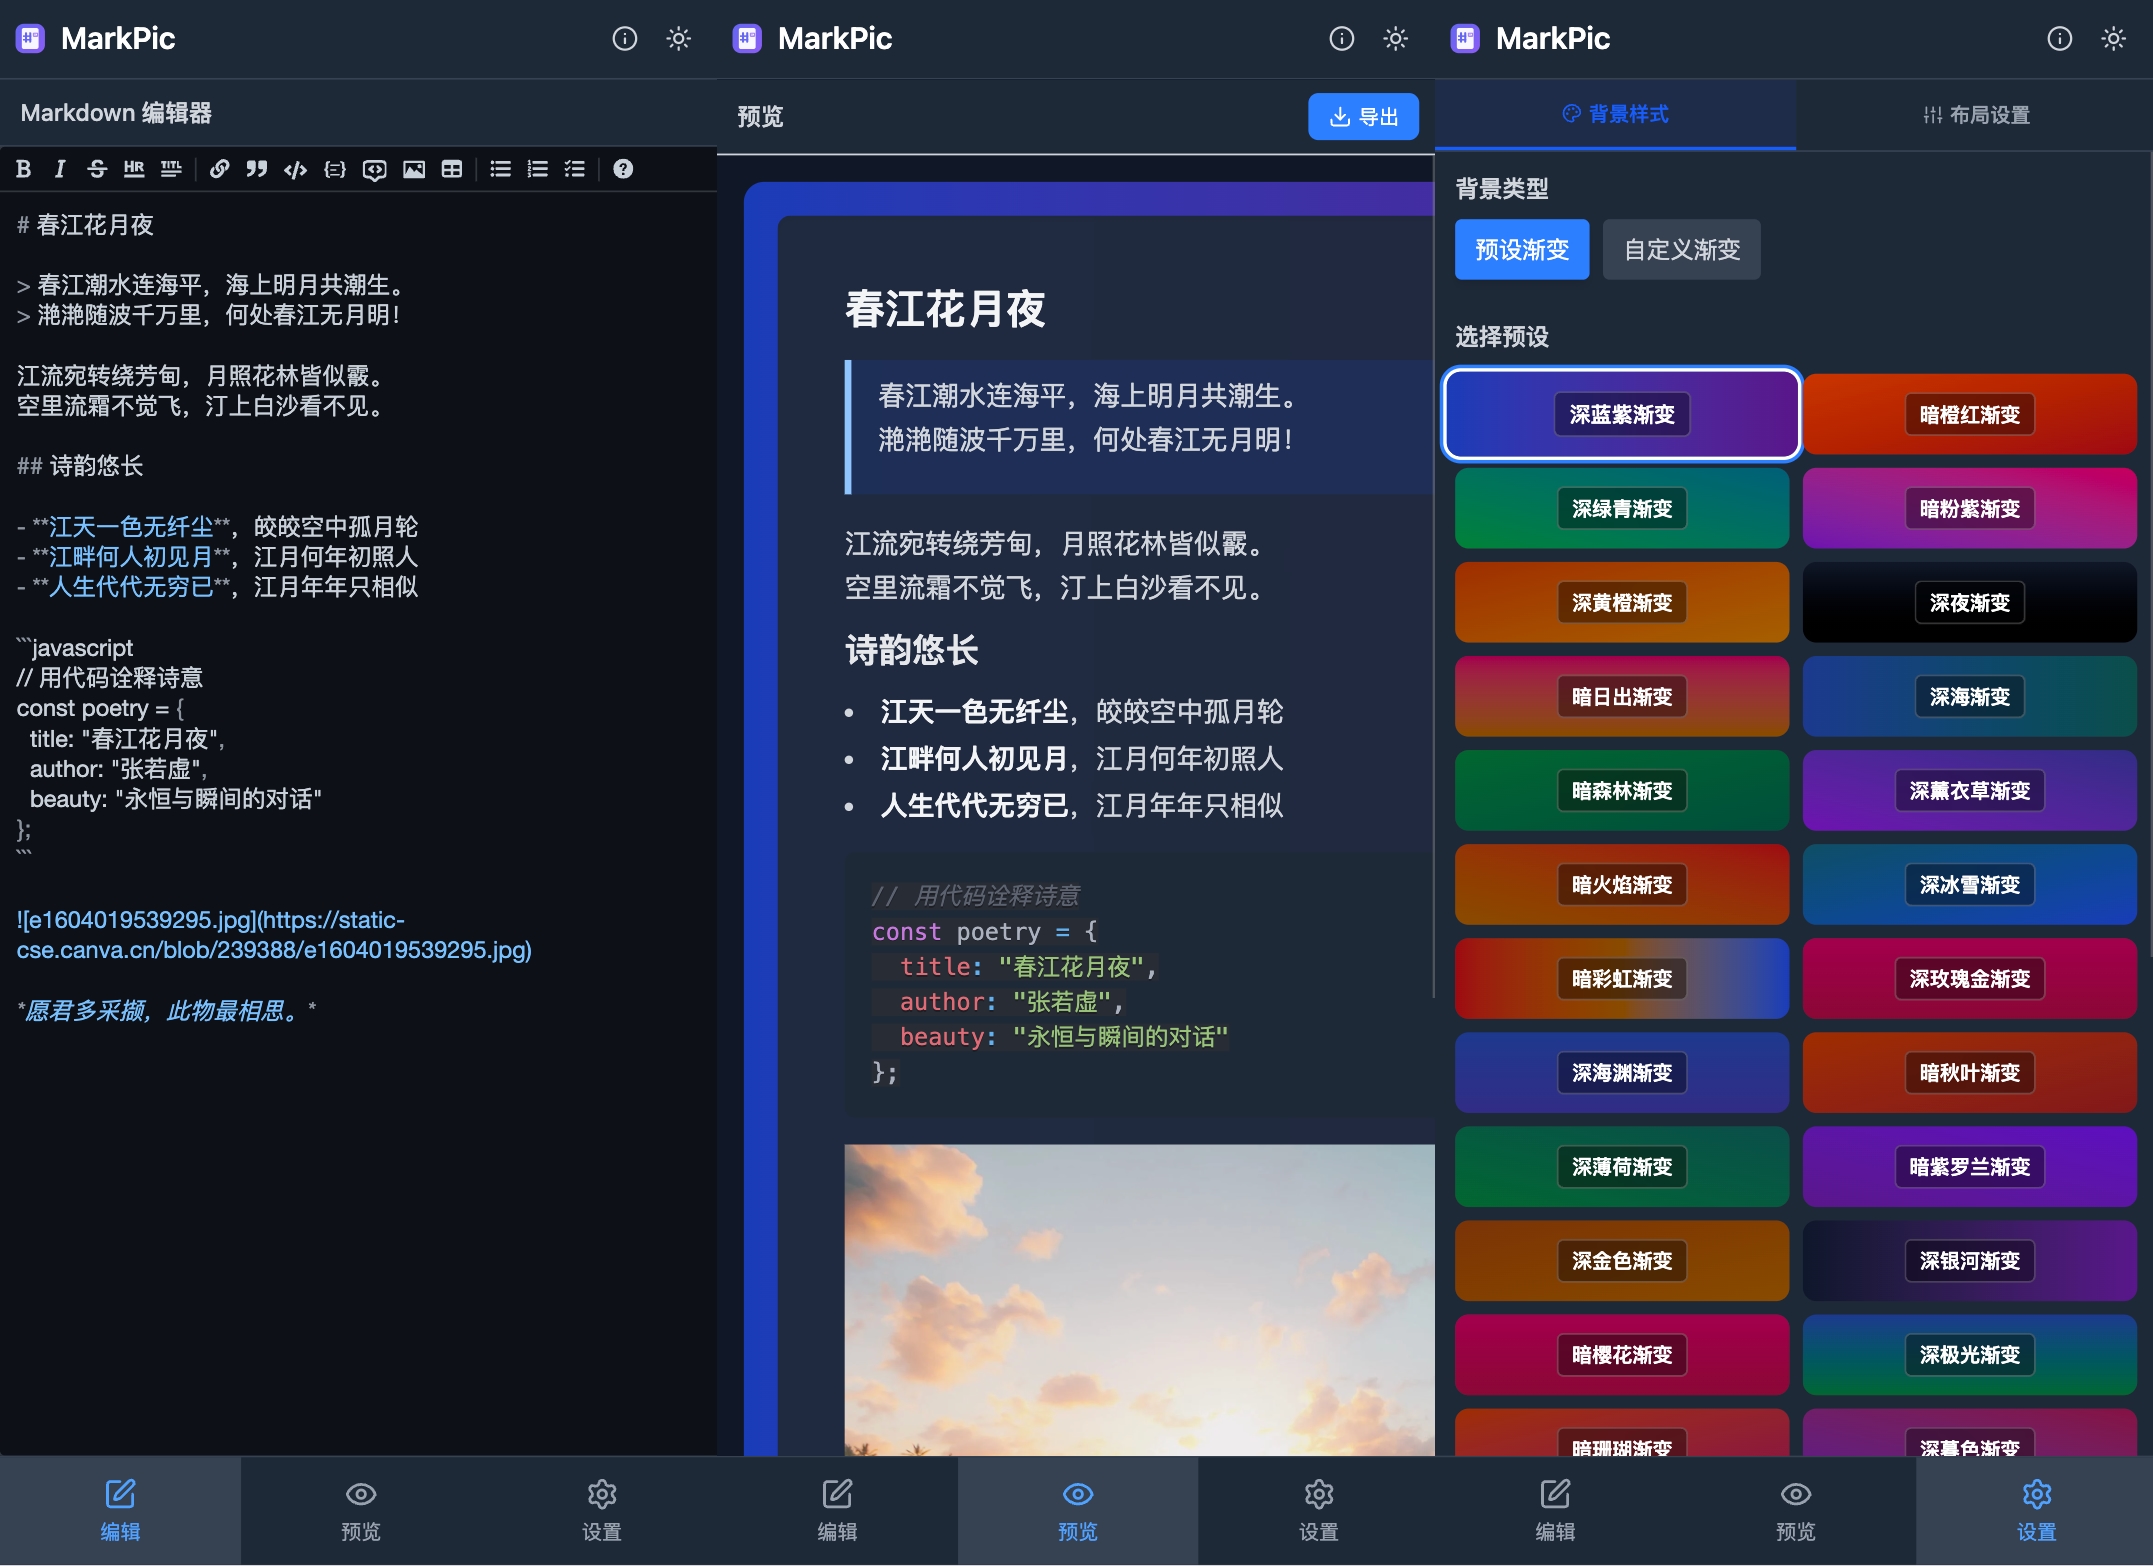 MarkPic
Markdown 编辑器
B I S HR TITL
# 春江花月夜
> 春江潮水连海平，海上明月共潮生。
> 滟滟随波千万里，何处春江无月明！
江流宛转绕芳甸，月照花林皆似霰。
空里流霜不觉飞，汀上白沙看不见。
## 诗韵悠长
- **江天一色无纤尘**，皎皎空中孤月轮
- **江畔何人初见月**，江月何年初照人
- **人生代代无穷已**，江月年年只相似
```javascript
// 用代码诠释诗意
const poetry = {
  title: "春江花月夜",
  author: "张若虚",
  beauty: "永恒与瞬间的对话"
};
```
![e1604019539295.jpg](https://static-
cse.canva.cn/blob/239388/e1604019539295.jpg)
*愿君多采撷，此物最相思。*
编辑
预览
设置
MarkPic
预览
导出
春江花月夜
春江潮水连海平，海上明月共潮生。
滟滟随波千万里，何处春江无月明！
江流宛转绕芳甸，月照花林皆似霰。
空里流霜不觉飞，汀上白沙看不见。
诗韵悠长
• 江天一色无纤尘，皎皎空中孤月轮
• 江畔何人初见月，江月何年初照人
• 人生代代无穷已，江月年年只相似
// 用代码诠释诗意
const poetry = {
  title: "春江花月夜",
  author: "张若虚",
  beauty: "永恒与瞬间的对话"
};
编辑
预览
设置
MarkPic
背景样式
布局设置
背景类型
预设渐变
自定义渐变
选择预设
深蓝紫渐变
暗橙红渐变
深绿青渐变
暗粉紫渐变
深黄橙渐变
深夜渐变
暗日出渐变
深海渐变
暗森林渐变
深薰衣草渐变
暗火焰渐变
深冰雪渐变
暗彩虹渐变
深玫瑰金渐变
深海渊渐变
暗秋叶渐变
深薄荷渐变
暗紫罗兰渐变
深金色渐变
深银河渐变
暗樱花渐变
深极光渐变
暗珊瑚渐变
深暮色渐变
编辑
预览
设置